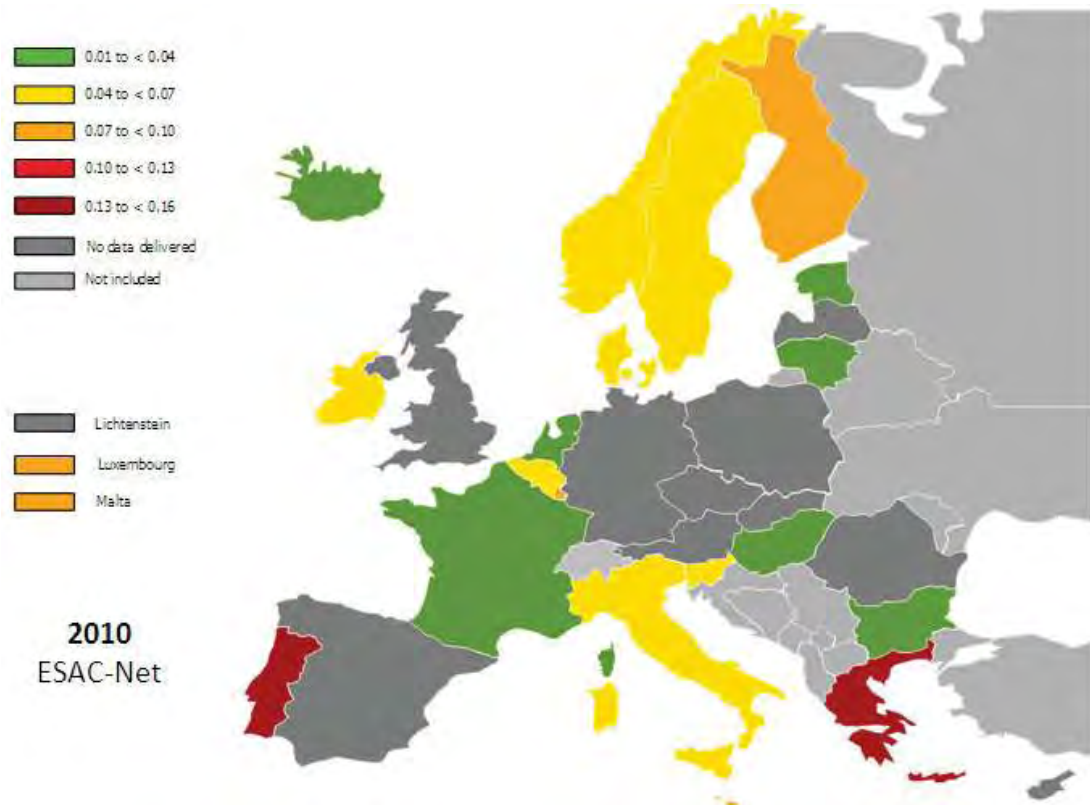 0.01 to < 0.04
0.04 to < 0.07
0.07 to < 0.10
0.10 to < 0.13
0.13 to < 0.16
No data delivered
Not included
Lichtenstein
Luxembourg
Malta
2010
ESAC-Net